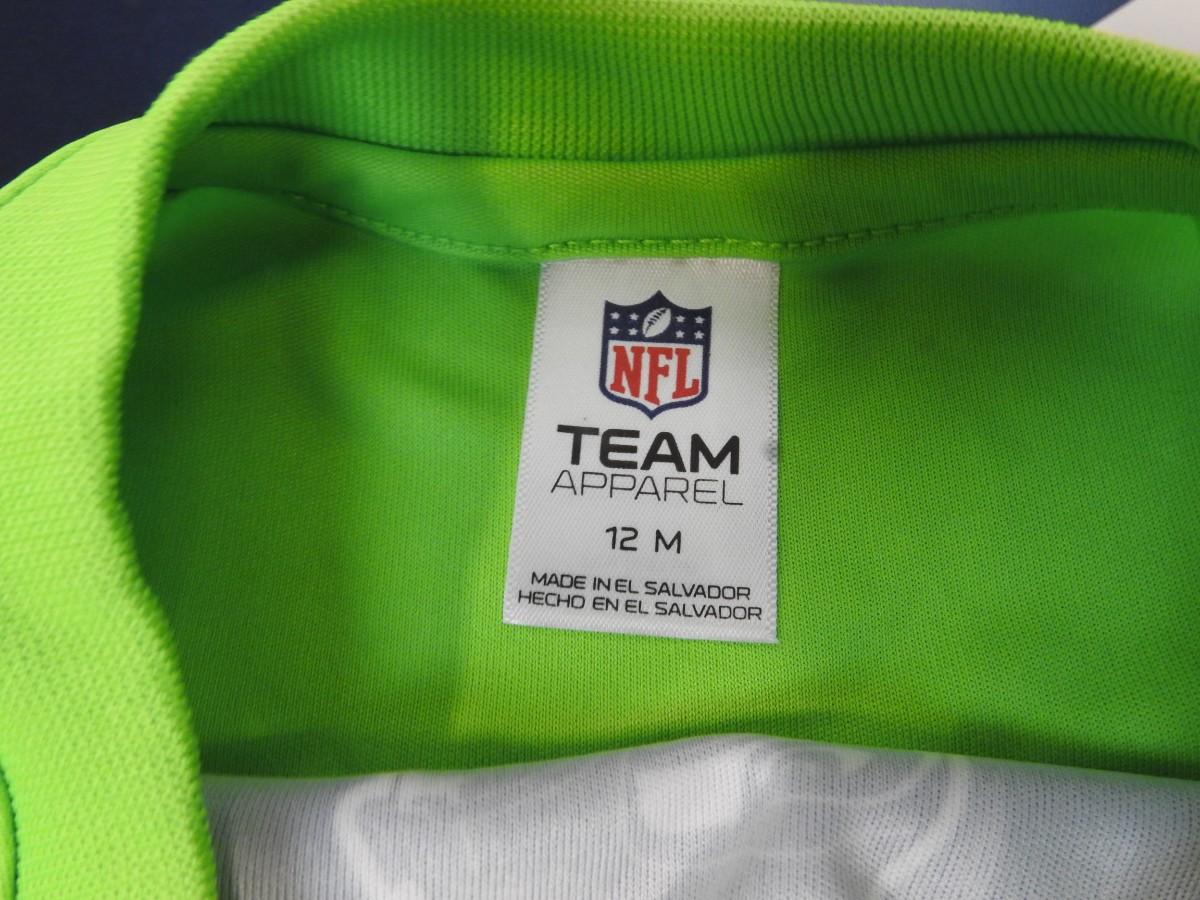 NFL
TEAM
APPAREL
12 M
MADE IN EL SALVADOR
HECHO EN EL SALVADOR